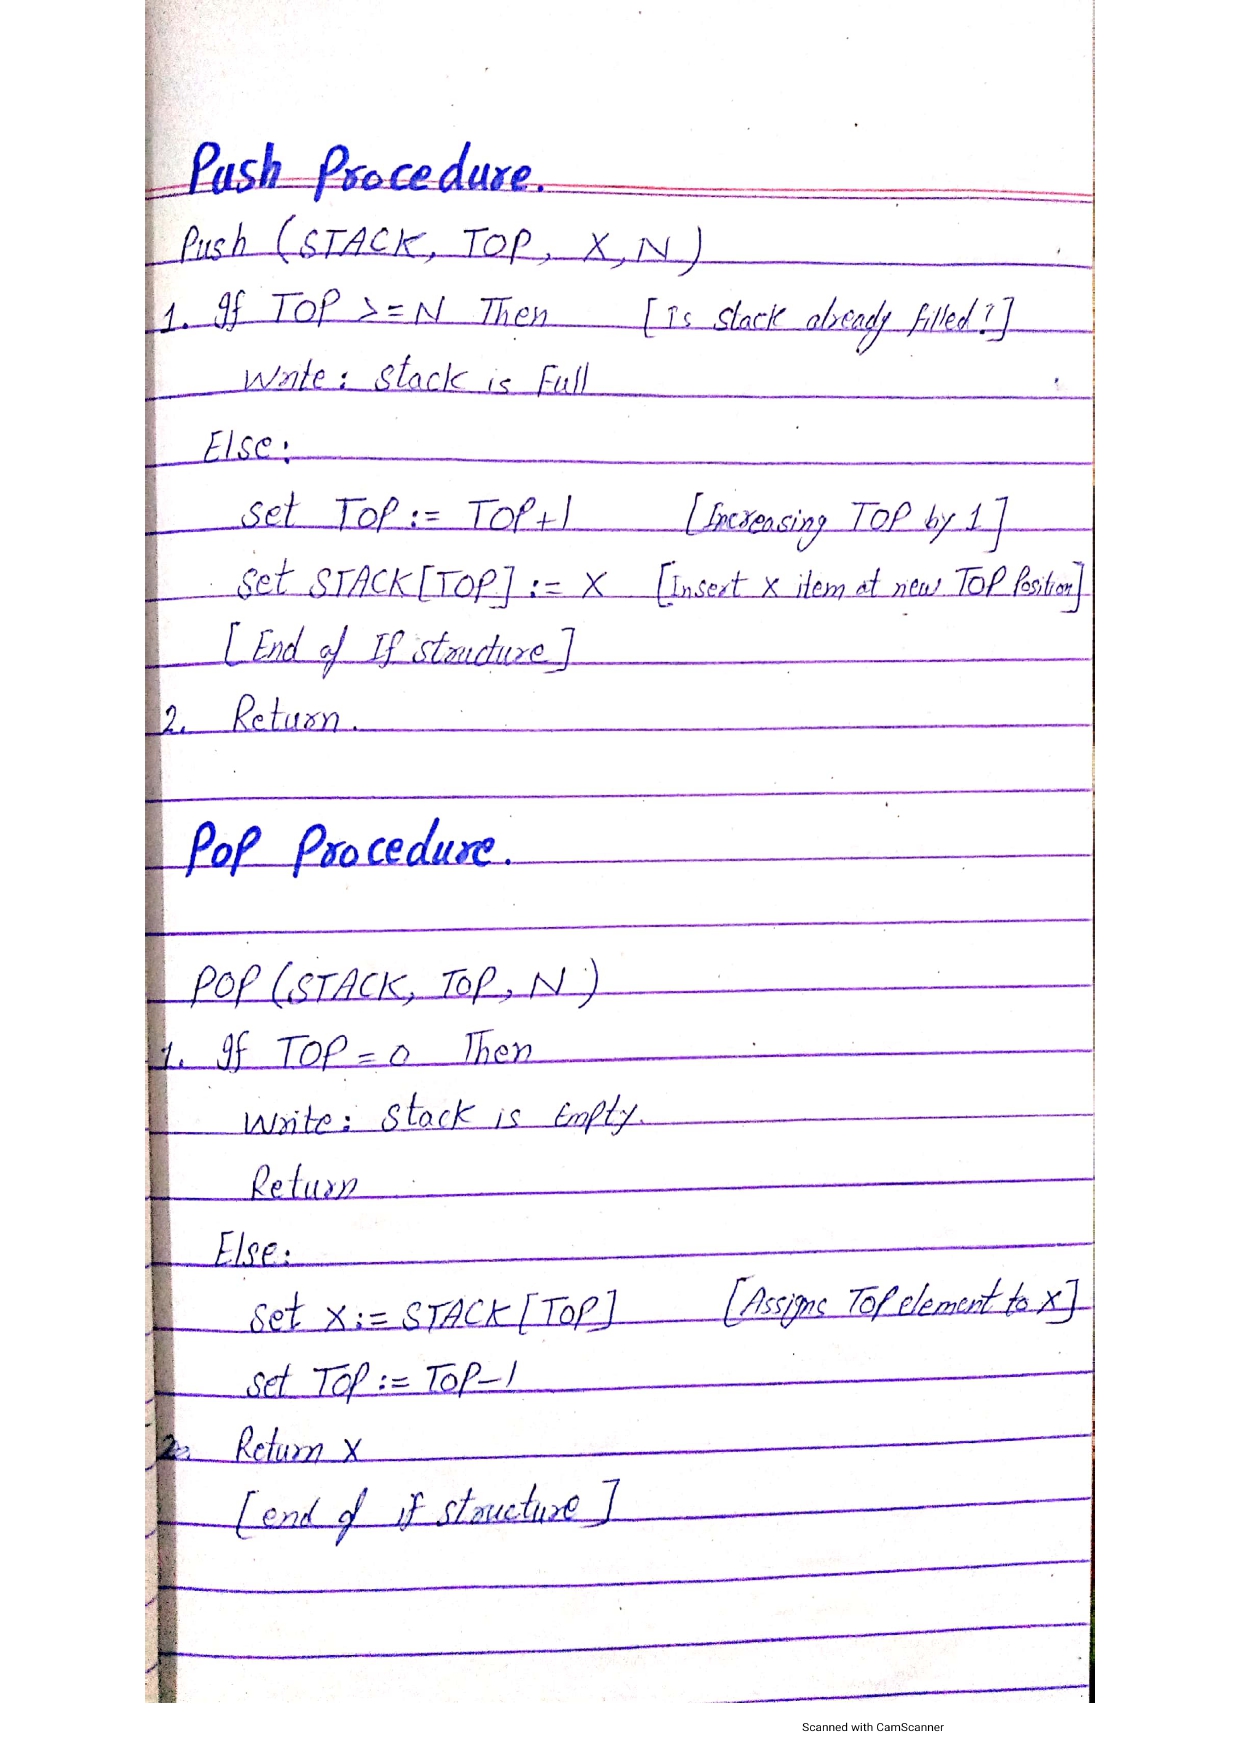 Push Procedure.
Push (STACK, TOP, X, N)
1. If TOP >= N Then [is stack already filled?]
Write : Stack is Full
Else :
set TOP := TOP+1 [Increasing TOP by 1]
set STACK[TOP] := X [Insert X item at new TOP Position]
[End of If structure]
2. Return.
Pop Procedure.
POP (STACK, TOP, N)
1. If TOP = 0 Then
Write : Stack is Empty.
Return
Else:
set X := STACK[TOP] [Assigns TOP element to X]
set TOP := TOP-1
2. Return X
[end of if structure]
Scanned with CamScanner